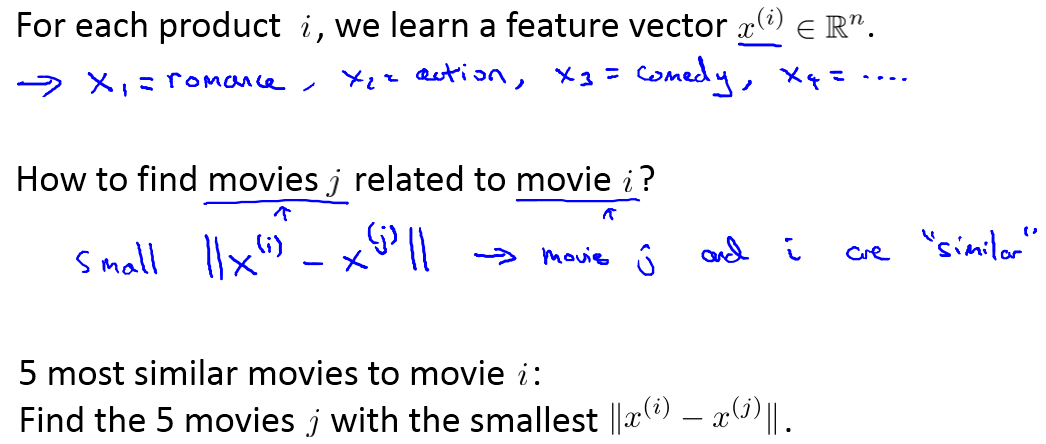 For each product i, we learn a feature vector x^(i) ∈ ℝ^n.
→ x₁ = romance, x₂ = action, x₃ = comedy, x₄ = ....
How to find movies j related to movie i?
small ‖x^(i) − x^(j)‖ → movie j and i are "similar"
5 most similar movies to movie i:
Find the 5 movies j with the smallest ‖x^(i) − x^(j)‖.